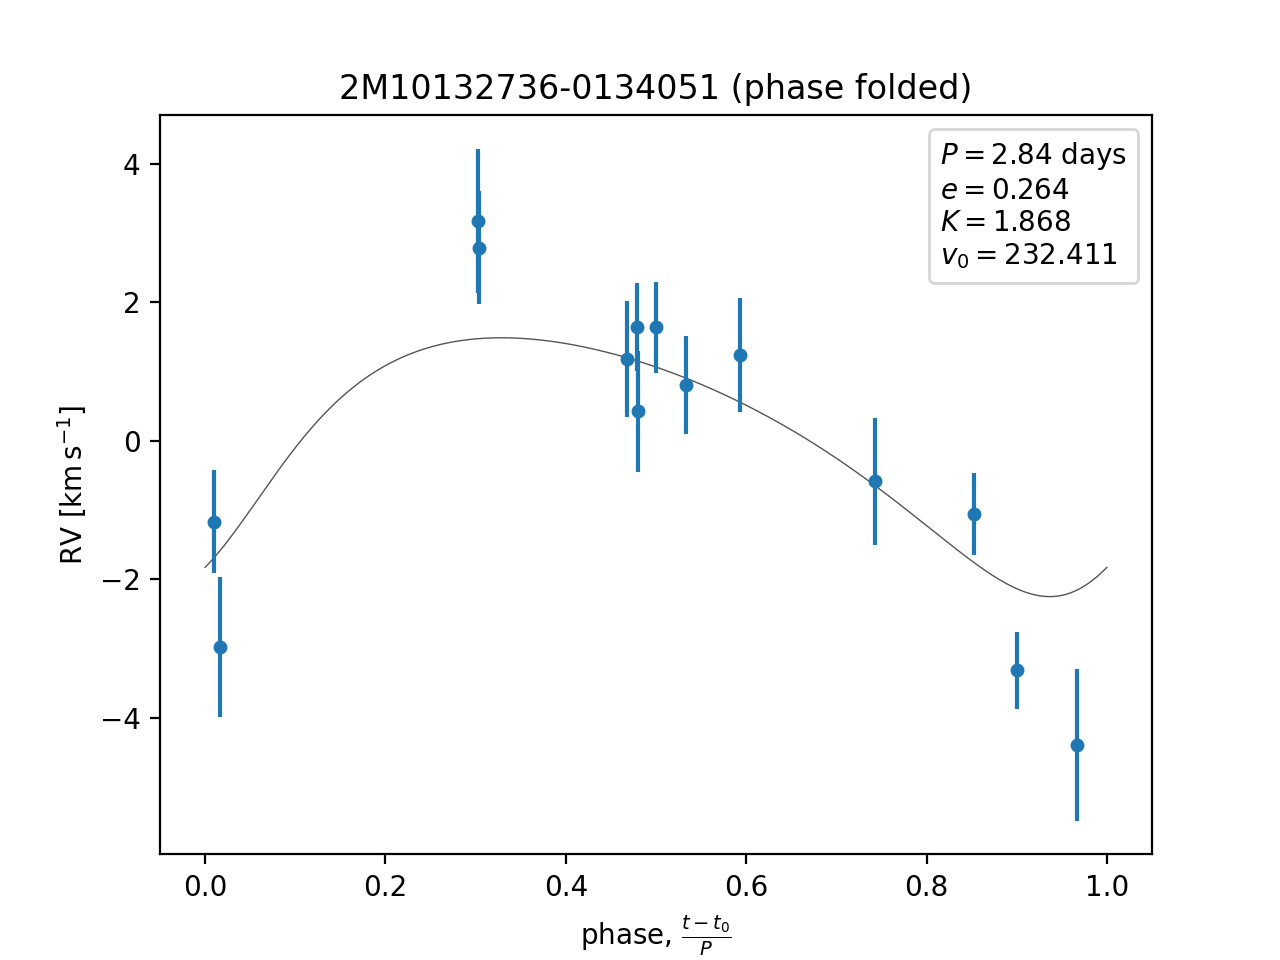 2M10132736-0134051 (phase folded)
P = 2.84 days
e = 0.264
K = 1.868
v₀ = 232.411
RV [km s⁻¹]
4
2
0
−2
−4
0.0 0.2 0.4 0.6 0.8 1.0
phase, (t − t₀)/P